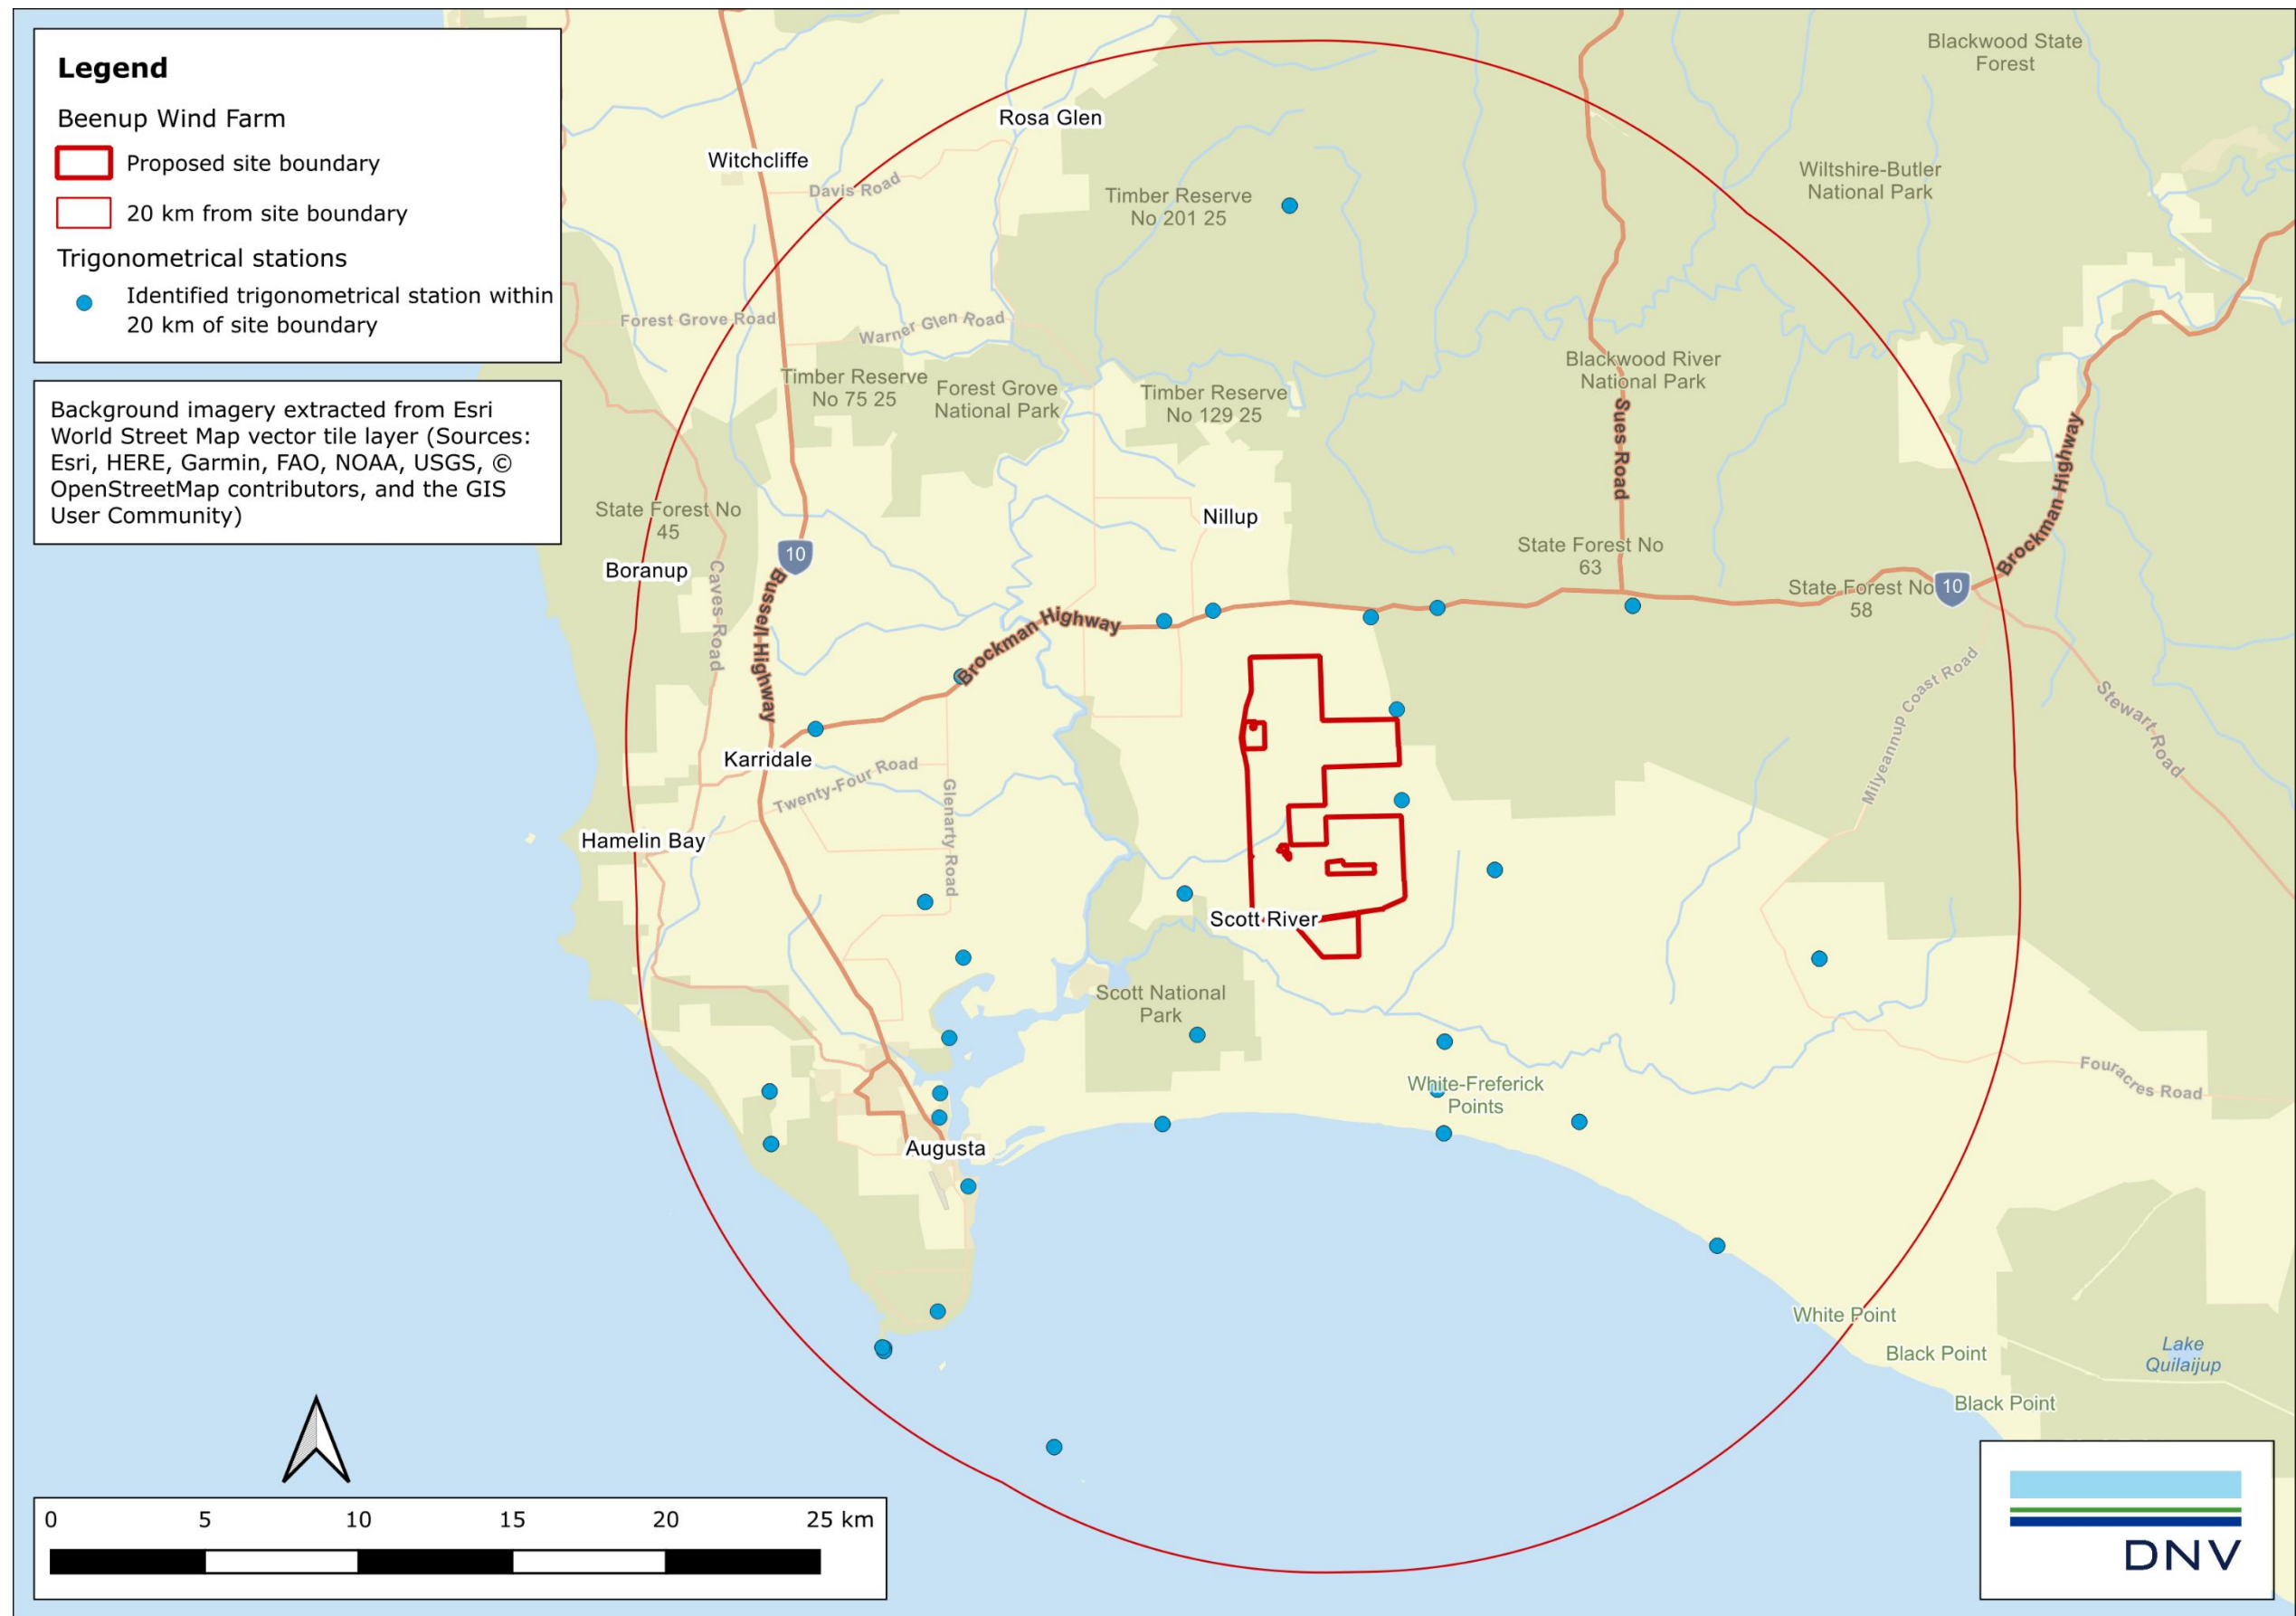 Legend
Beenup Wind Farm
Proposed site boundary
20 km from site boundary
Trigonometrical stations
Identified trigonometrical station within
20 km of site boundary
Background imagery extracted from Esri
World Street Map vector tile layer (Sources:
Esri, HERE, Garmin, FAO, NOAA, USGS, ©
OpenStreetMap contributors, and the GIS
User Community)
Blackwood State
Forest
Rosa Glen
Witchcliffe
Davis Road
Timber Reserve
No 201 25
Wiltshire-Butler
National Park
Forest Grove Road
Warner Glen Road
Timber Reserve
No 75 25
Forest Grove
National Park
Timber Reserve
No 129 25
Blackwood River
National Park
Sues Road
Brockman Highway
State Forest No
45
Nillup
10
State Forest No
63
Boranup
Caves Road
Bussell Highway
State Forest No
58
10
Brockman Highway
Milyeannup Coast Road
Stewart Road
Karridale
Twenty-Four Road
Glenarty Road
Hamelin Bay
Scott River
Scott National
Park
White-Freferick
Points
Fouracres Road
Augusta
White Point
Black Point
Lake
Quilaijup
Black Point
0 5 10 15 20 25 km
DNV